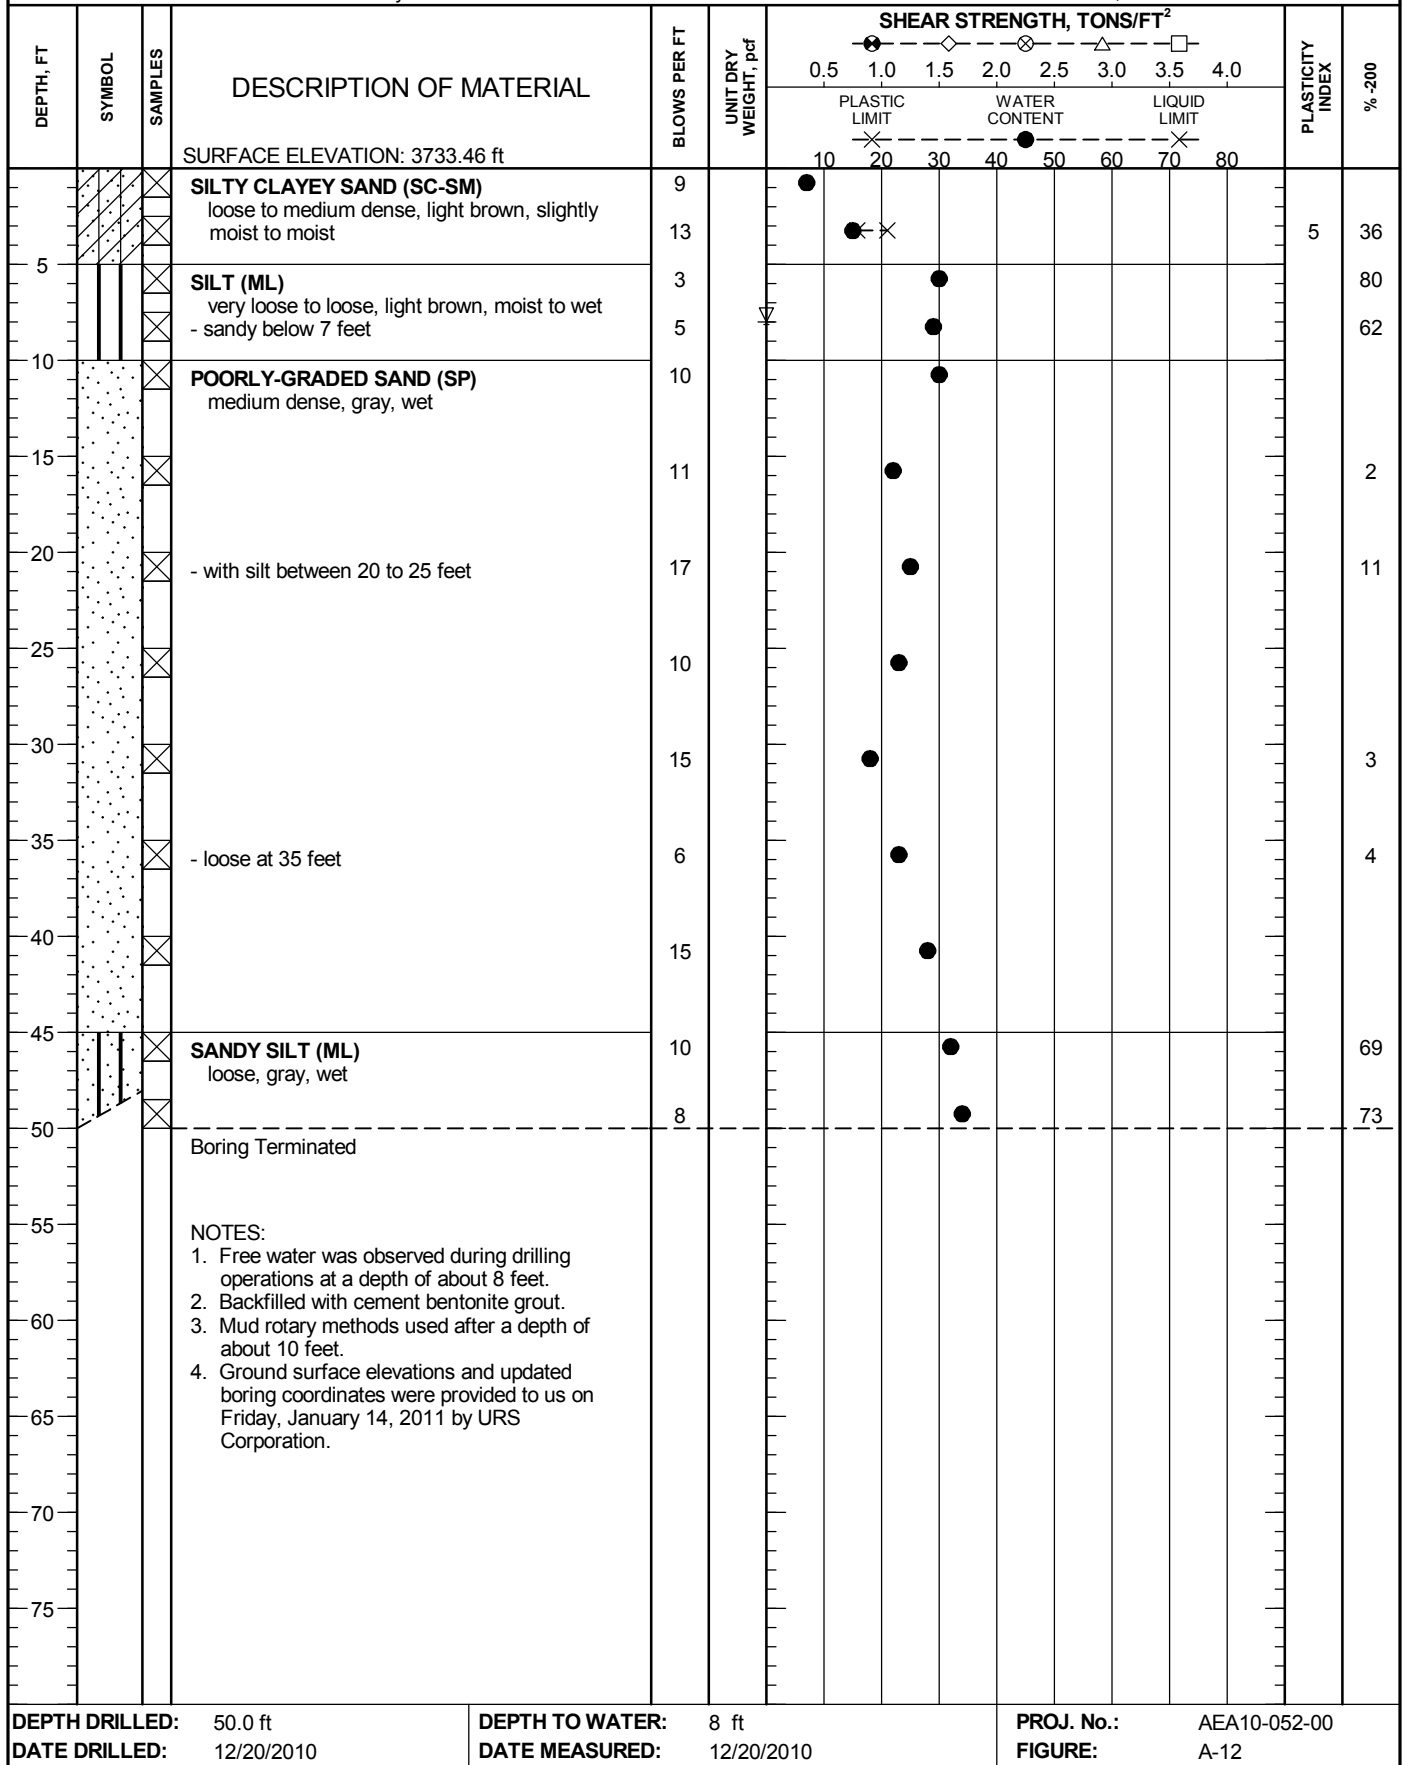 SHEAR STRENGTH, TONS/FT²
0.5 1.0 1.5 2.0 2.5 3.0 3.5 4.0
DEPTH, FT
SYMBOL
SAMPLES
DESCRIPTION OF MATERIAL
SURFACE ELEVATION: 3733.46 ft
BLOWS PER FT
UNIT DRY
WEIGHT, pcf
PLASTIC
LIMIT
WATER
CONTENT
LIQUID
LIMIT
10 20 30 40 50 60 70 80
PLASTICITY
INDEX
% -200
SILTY CLAYEY SAND (SC-SM) 9
loose to medium dense, light brown, slightly
moist to moist 13 5 36
5
SILT (ML) 3 80
very loose to loose, light brown, moist to wet
- sandy below 7 feet 5 62
10
POORLY-GRADED SAND (SP) 10
medium dense, gray, wet
15
11 2
20
- with silt between 20 to 25 feet 17 11
25
10
30
15 3
35
- loose at 35 feet 6 4
40
15
45
SANDY SILT (ML) 10 69
loose, gray, wet
8 73
50
Boring Terminated
55
NOTES:
1. Free water was observed during drilling
operations at a depth of about 8 feet.
2. Backfilled with cement bentonite grout.
60
3. Mud rotary methods used after a depth of
about 10 feet.
4. Ground surface elevations and updated
boring coordinates were provided to us on
65
Friday, January 14, 2011 by URS
Corporation.
70
75
DEPTH DRILLED: 50.0 ft DEPTH TO WATER: 8 ft PROJ. No.: AEA10-052-00
DATE DRILLED: 12/20/2010 DATE MEASURED: 12/20/2010 FIGURE: A-12